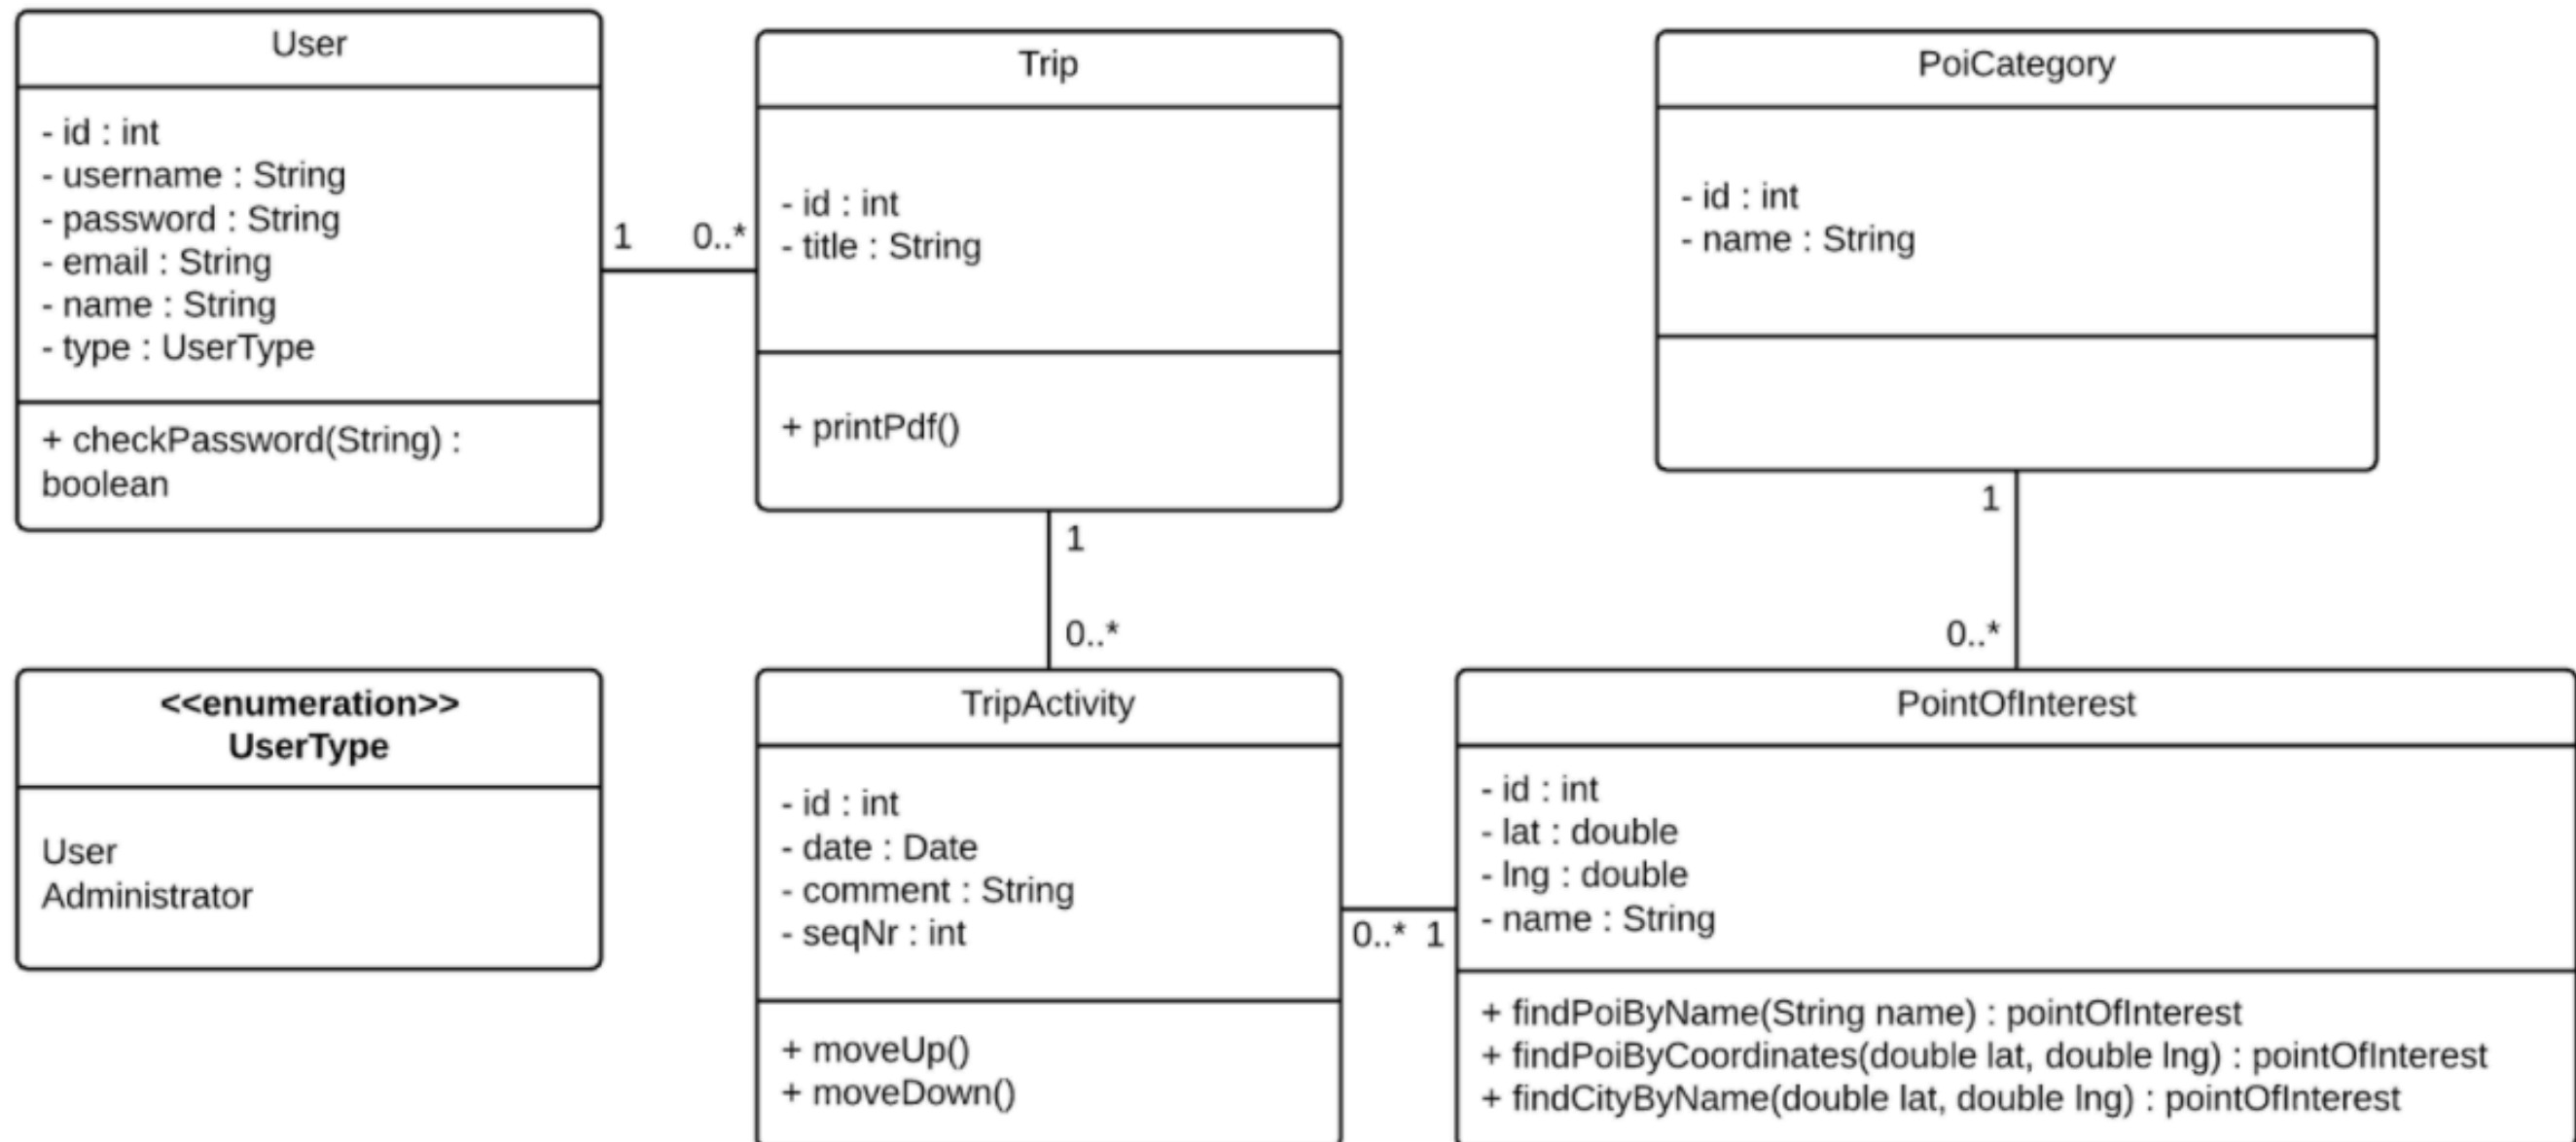 User
- id : int
- username : String
- password : String
- email : String
- name : String
- type : UserType
+ checkPassword(String) :
boolean
1
0..*
Trip
- id : int
- title : String
+ printPdf()
1
0..*
PoiCategory
- id : int
- name : String
1
0..*
<<enumeration>>
UserType
User
Administrator
TripActivity
- id : int
- date : Date
- comment : String
- seqNr : int
+ moveUp()
+ moveDown()
0..*
1
PointOfInterest
- id : int
- lat : double
- lng : double
- name : String
+ findPoiByName(String name) : pointOfInterest
+ findPoiByCoordinates(double lat, double lng) : pointOfInterest
+ findCityByName(double lat, double lng) : pointOfInterest